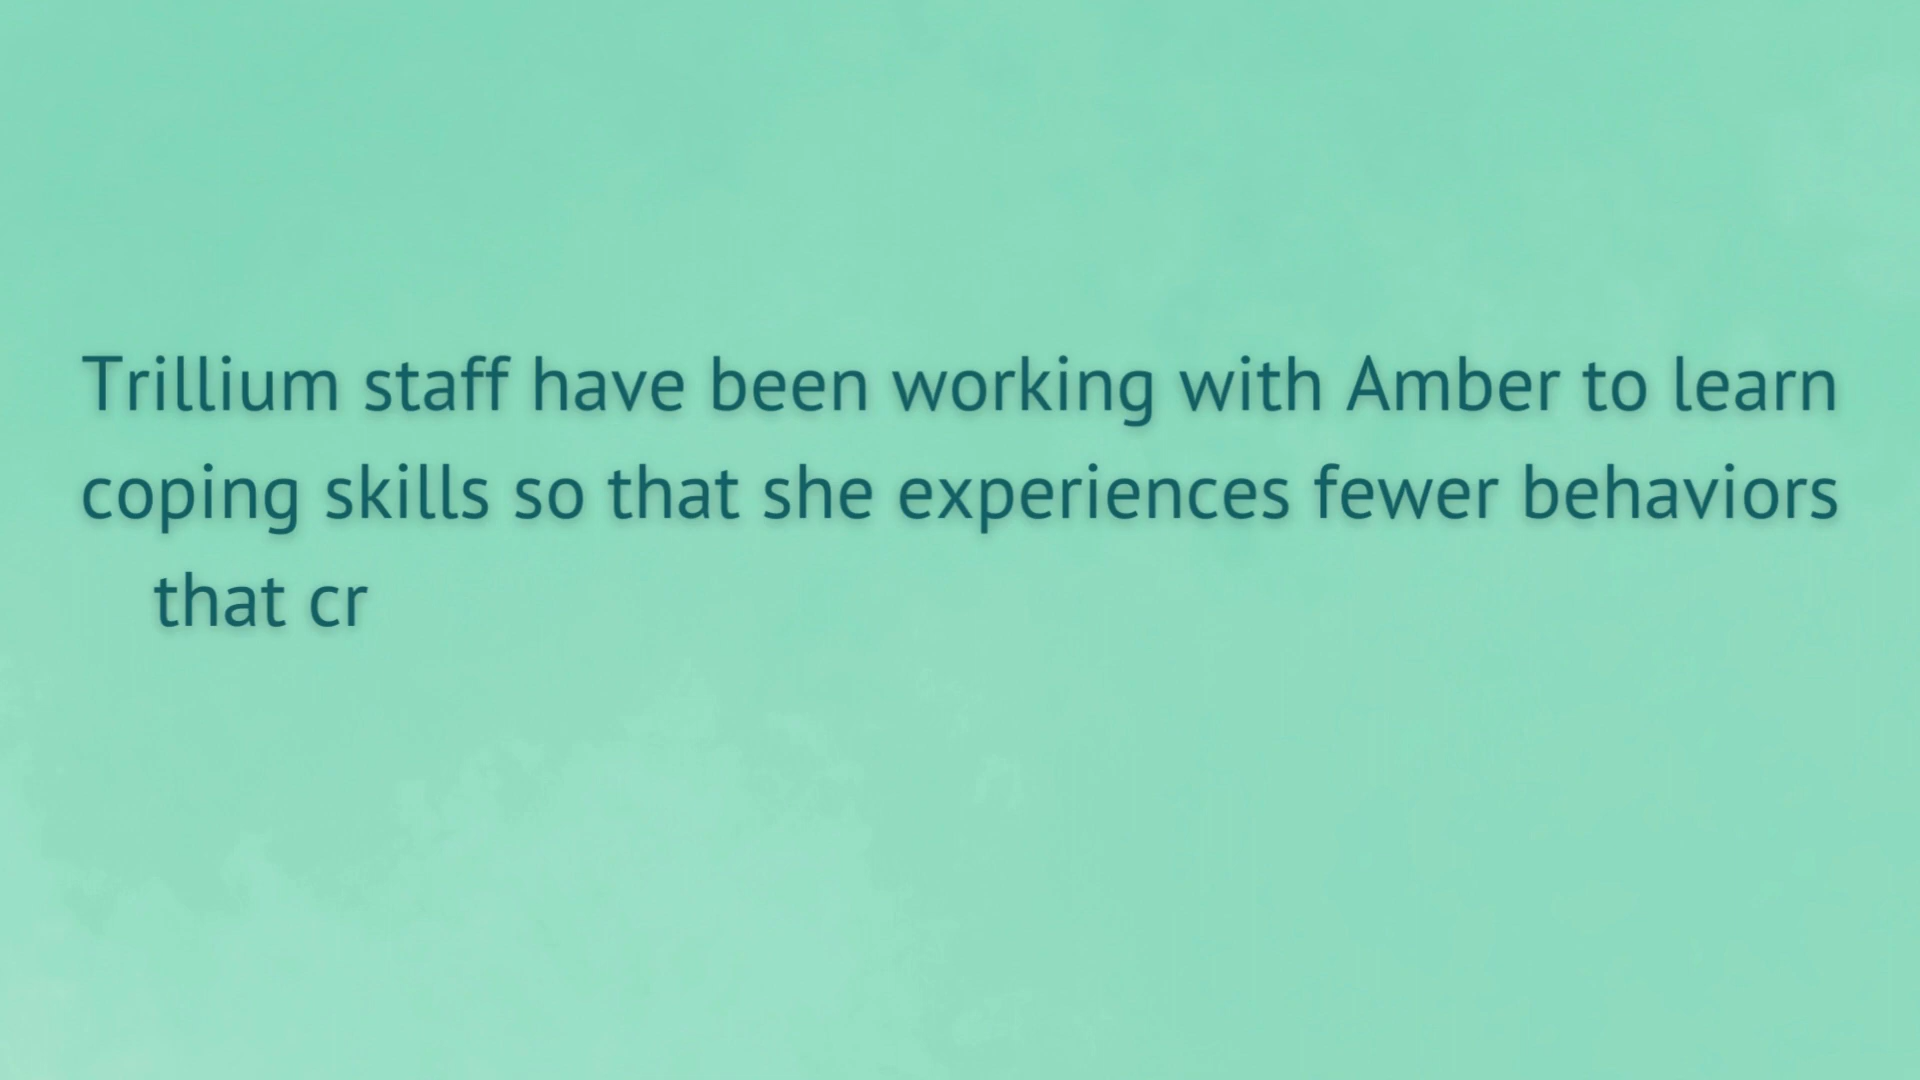 Trillium staff have been working with Amber to learn
coping skills so that she experiences fewer behaviors
that cr